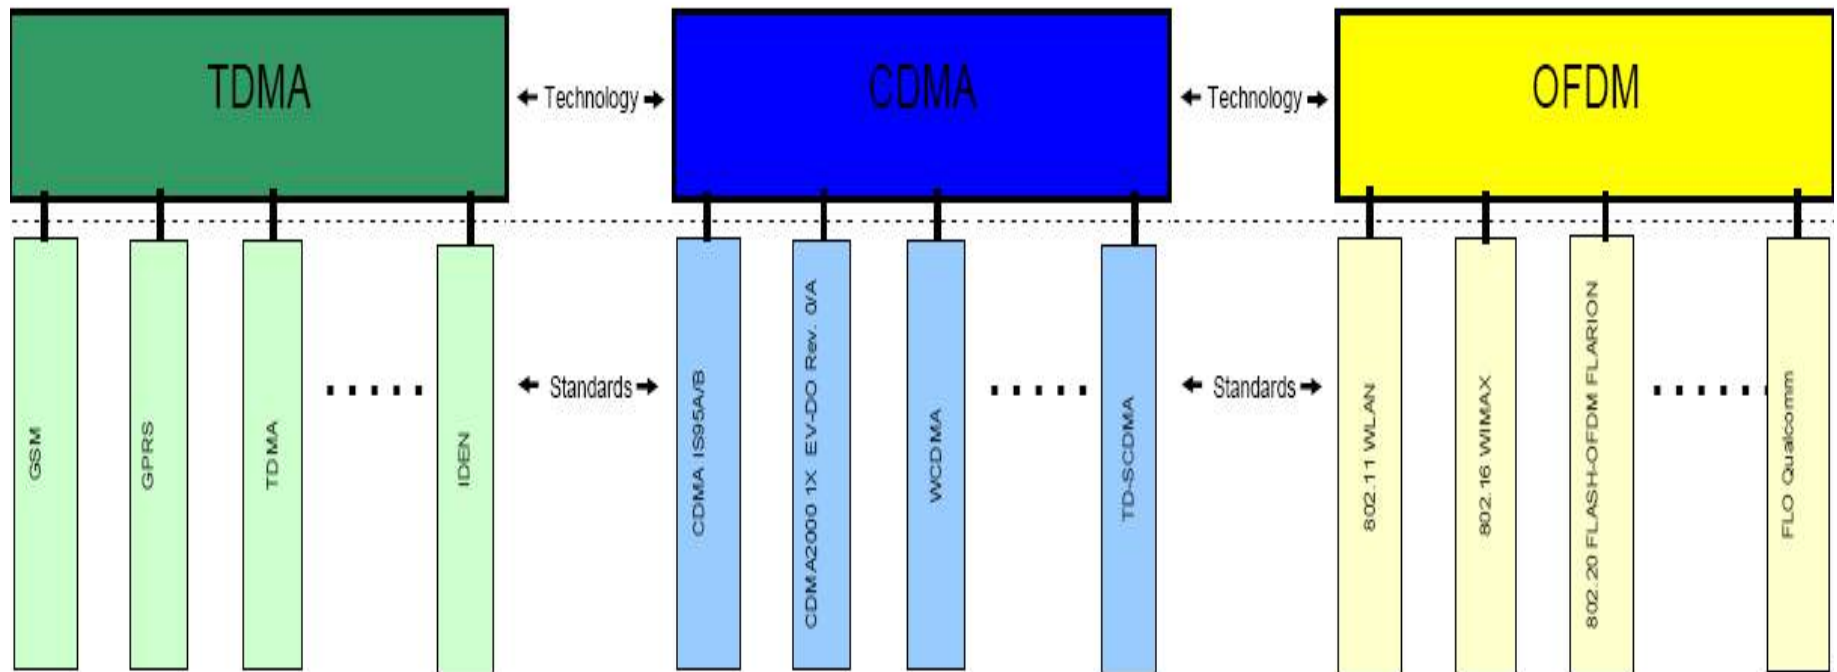 TDMA
Technology
CDMA
Technology
OFDM
GSM
GPRS
TDMA
IDEN
Standards
CDMA IS95A/B
CDMA2000 1X EV-DO Rev. 0/A
WCDMA
TD-SCDMA
Standards
802.11 WLAN
802.16 WIMAX
802.20 FLASH-OFDM FLARION
FLO Qualcomm